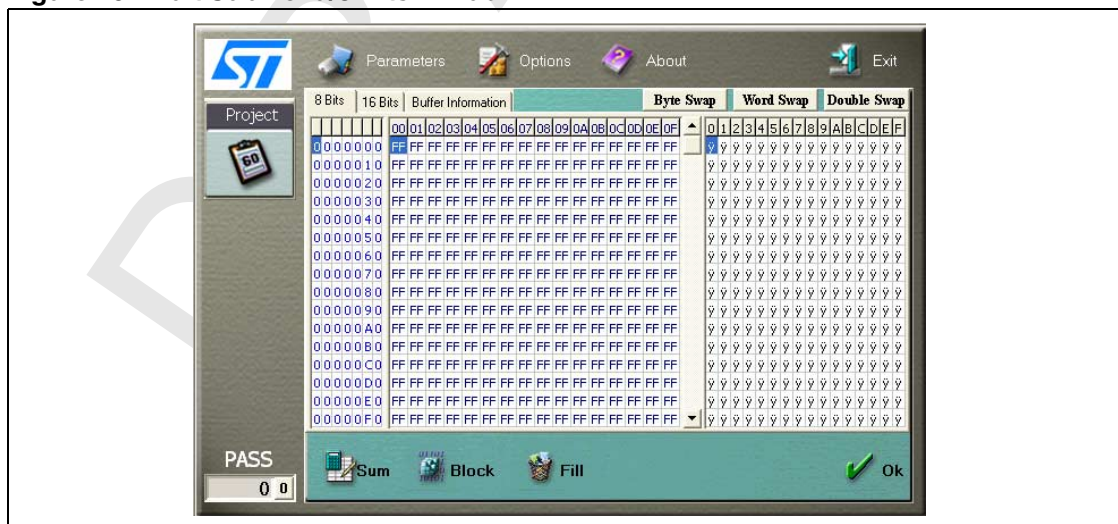 ST
Parameters Options About Exit
Project
8 Bits 16 Bits Buffer Information Byte Swap Word Swap Double Swap
00 01 02 03 04 05 06 07 08 09 0A 0B 0C 0D 0E 0F 0 1 2 3 4 5 6 7 8 9 A B C D E F
0000000 FF FF FF FF FF FF FF FF FF FF FF FF FF FF FF FF ÿ ÿ ÿ ÿ ÿ ÿ ÿ ÿ ÿ ÿ ÿ ÿ ÿ ÿ ÿ ÿ
0000010 FF FF FF FF FF FF FF FF FF FF FF FF FF FF FF FF ÿ ÿ ÿ ÿ ÿ ÿ ÿ ÿ ÿ ÿ ÿ ÿ ÿ ÿ ÿ ÿ
0000020 FF FF FF FF FF FF FF FF FF FF FF FF FF FF FF FF ÿ ÿ ÿ ÿ ÿ ÿ ÿ ÿ ÿ ÿ ÿ ÿ ÿ ÿ ÿ ÿ
0000030 FF FF FF FF FF FF FF FF FF FF FF FF FF FF FF FF ÿ ÿ ÿ ÿ ÿ ÿ ÿ ÿ ÿ ÿ ÿ ÿ ÿ ÿ ÿ ÿ
0000040 FF FF FF FF FF FF FF FF FF FF FF FF FF FF FF FF ÿ ÿ ÿ ÿ ÿ ÿ ÿ ÿ ÿ ÿ ÿ ÿ ÿ ÿ ÿ ÿ
0000050 FF FF FF FF FF FF FF FF FF FF FF FF FF FF FF FF ÿ ÿ ÿ ÿ ÿ ÿ ÿ ÿ ÿ ÿ ÿ ÿ ÿ ÿ ÿ ÿ
0000060 FF FF FF FF FF FF FF FF FF FF FF FF FF FF FF FF ÿ ÿ ÿ ÿ ÿ ÿ ÿ ÿ ÿ ÿ ÿ ÿ ÿ ÿ ÿ ÿ
0000070 FF FF FF FF FF FF FF FF FF FF FF FF FF FF FF FF ÿ ÿ ÿ ÿ ÿ ÿ ÿ ÿ ÿ ÿ ÿ ÿ ÿ ÿ ÿ ÿ
0000080 FF FF FF FF FF FF FF FF FF FF FF FF FF FF FF FF ÿ ÿ ÿ ÿ ÿ ÿ ÿ ÿ ÿ ÿ ÿ ÿ ÿ ÿ ÿ ÿ
0000090 FF FF FF FF FF FF FF FF FF FF FF FF FF FF FF FF ÿ ÿ ÿ ÿ ÿ ÿ ÿ ÿ ÿ ÿ ÿ ÿ ÿ ÿ ÿ ÿ
00000A0 FF FF FF FF FF FF FF FF FF FF FF FF FF FF FF FF ÿ ÿ ÿ ÿ ÿ ÿ ÿ ÿ ÿ ÿ ÿ ÿ ÿ ÿ ÿ ÿ
00000B0 FF FF FF FF FF FF FF FF FF FF FF FF FF FF FF FF ÿ ÿ ÿ ÿ ÿ ÿ ÿ ÿ ÿ ÿ ÿ ÿ ÿ ÿ ÿ ÿ
00000C0 FF FF FF FF FF FF FF FF FF FF FF FF FF FF FF FF ÿ ÿ ÿ ÿ ÿ ÿ ÿ ÿ ÿ ÿ ÿ ÿ ÿ ÿ ÿ ÿ
00000D0 FF FF FF FF FF FF FF FF FF FF FF FF FF FF FF FF ÿ ÿ ÿ ÿ ÿ ÿ ÿ ÿ ÿ ÿ ÿ ÿ ÿ ÿ ÿ ÿ
00000E0 FF FF FF FF FF FF FF FF FF FF FF FF FF FF FF FF ÿ ÿ ÿ ÿ ÿ ÿ ÿ ÿ ÿ ÿ ÿ ÿ ÿ ÿ ÿ ÿ
00000F0 FF FF FF FF FF FF FF FF FF FF FF FF FF FF FF FF ÿ ÿ ÿ ÿ ÿ ÿ ÿ ÿ ÿ ÿ ÿ ÿ ÿ ÿ ÿ ÿ
GO
PASS
0 0
Sum Block Fill Ok